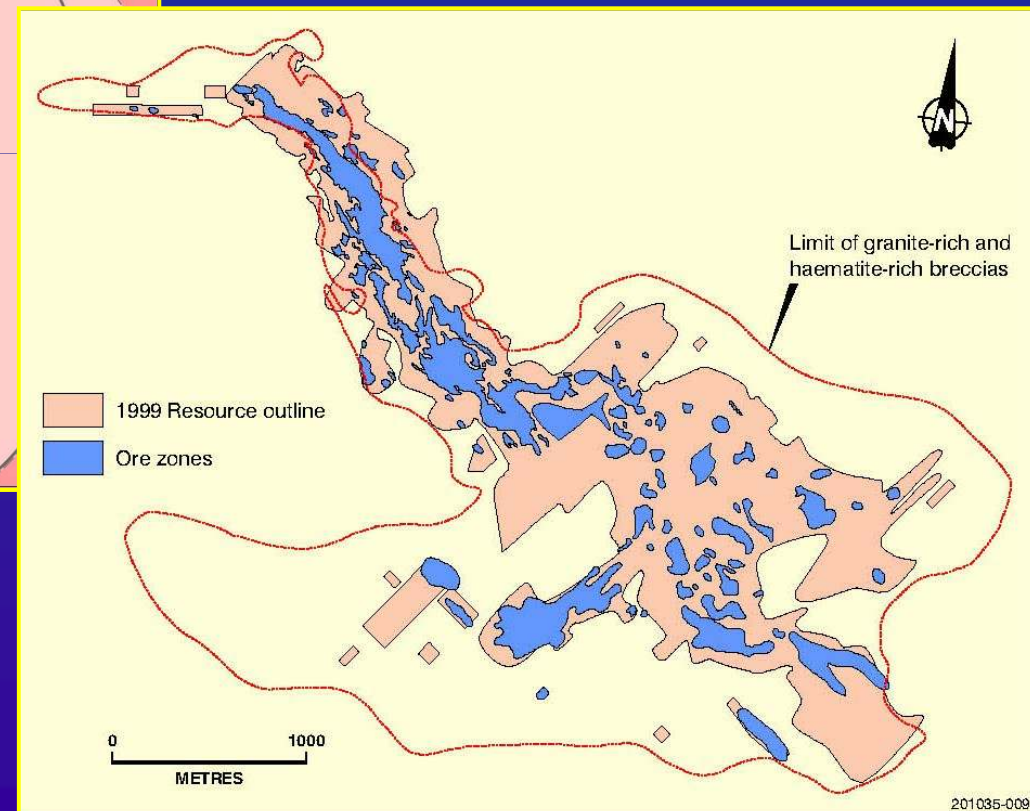 N
Limit of granite-rich and
haematite-rich breccias
1999 Resource outline
Ore zones
0 1000
METRES
201035-009